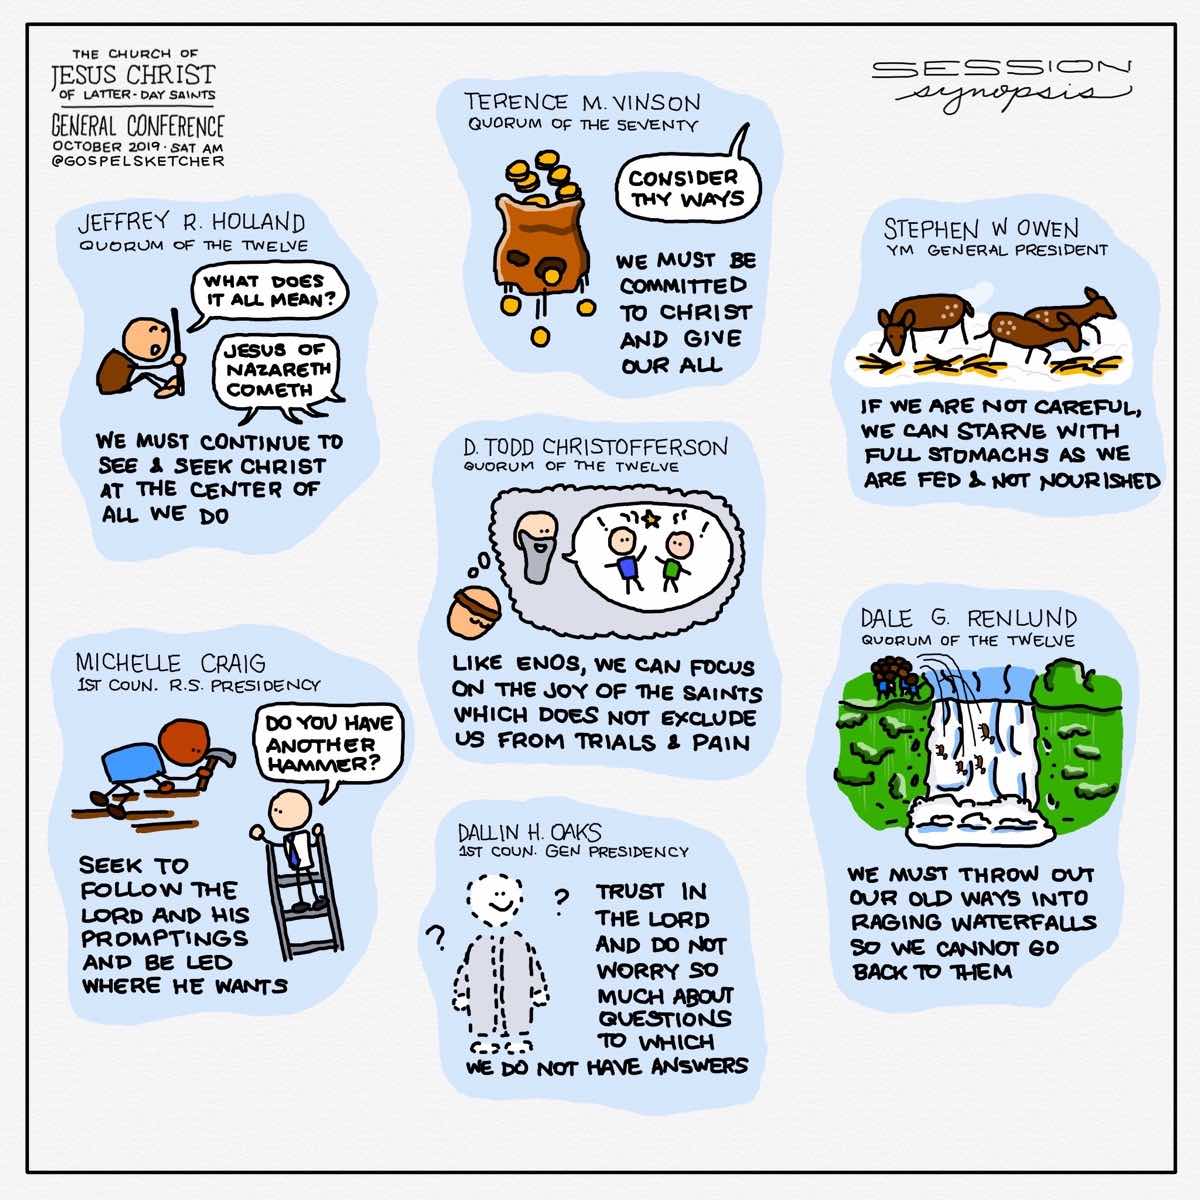 THE CHURCH OF
JESUS CHRIST
OF LATTER-DAY SAINTS
GENERAL CONFERENCE
OCTOBER 2019 · SAT AM
@GOSPELSKETCHER
SESSION
synopsis
JEFFREY R. HOLLAND
QUORUM OF THE TWELVE
WHAT DOES
IT ALL MEAN?
JESUS OF
NAZARETH
COMETH
WE MUST CONTINUE TO
SEE & SEEK CHRIST
AT THE CENTER OF
ALL WE DO
TERENCE M. VINSON
QUORUM OF THE SEVENTY
CONSIDER
THY WAYS
WE MUST BE
COMMITTED
TO CHRIST
AND GIVE
OUR ALL
STEPHEN W OWEN
YM GENERAL PRESIDENT
IF WE ARE NOT CAREFUL,
WE CAN STARVE WITH
FULL STOMACHS AS WE
ARE FED & NOT NOURISHED
MICHELLE CRAIG
1ST COUN. R.S. PRESIDENCY
DO YOU HAVE
ANOTHER
HAMMER?
SEEK TO
FOLLOW THE
LORD AND HIS
PROMPTINGS
AND BE LED
WHERE HE WANTS
D. TODD CHRISTOFFERSON
QUORUM OF THE TWELVE
! !
LIKE ENOS, WE CAN FOCUS
ON THE JOY OF THE SAINTS
WHICH DOES NOT EXCLUDE
US FROM TRIALS & PAIN
DALLIN H. OAKS
1ST COUN. GEN PRESIDENCY
?
?
TRUST IN
THE LORD
AND DO NOT
WORRY SO
MUCH ABOUT
QUESTIONS
TO WHICH
WE DO NOT HAVE ANSWERS
DALE G. RENLUND
QUORUM OF THE TWELVE
WE MUST THROW OUT
OUR OLD WAYS INTO
RAGING WATERFALLS
SO WE CANNOT GO
BACK TO THEM